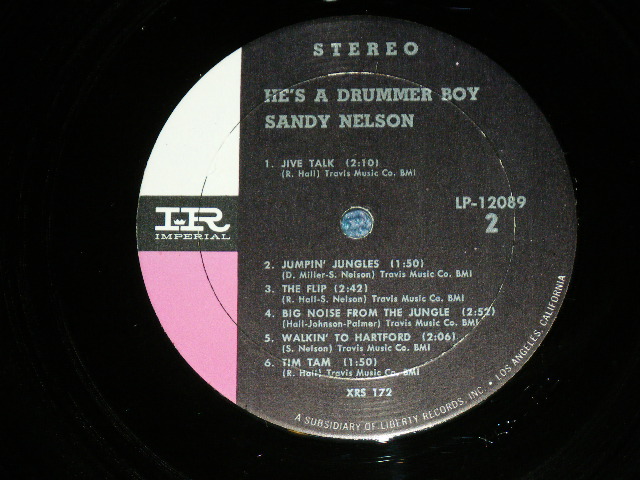 STEREO
HE'S A DRUMMER BOY
SANDY NELSON
1. JIVE TALK (2:10)
(R. Hall) Travis Music Co. BMI
LP-12089
2
IR
IMPERIAL
2. JUMPIN' JUNGLES (1:50)
(D. Miller-S. Nelson) Travis Music Co. BMI
3. THE FLIP (2:42)
(R. Hall-S. Nelson) Travis Music Co. BMI
4. BIG NOISE FROM THE JUNGLE (2:52)
(Hall-Johnson-Palmer) Travis Music Co. BMI
5. WALKIN' TO HARTFORD (2:06)
(S. Nelson) Travis Music Co. BMI
6. TIM TAM (1:50)
(R. Hall) Travis Music Co. BMI
XRS 172
A SUBSIDIARY OF LIBERTY RECORDS, INC • LOS ANGELES, CALIFORNIA